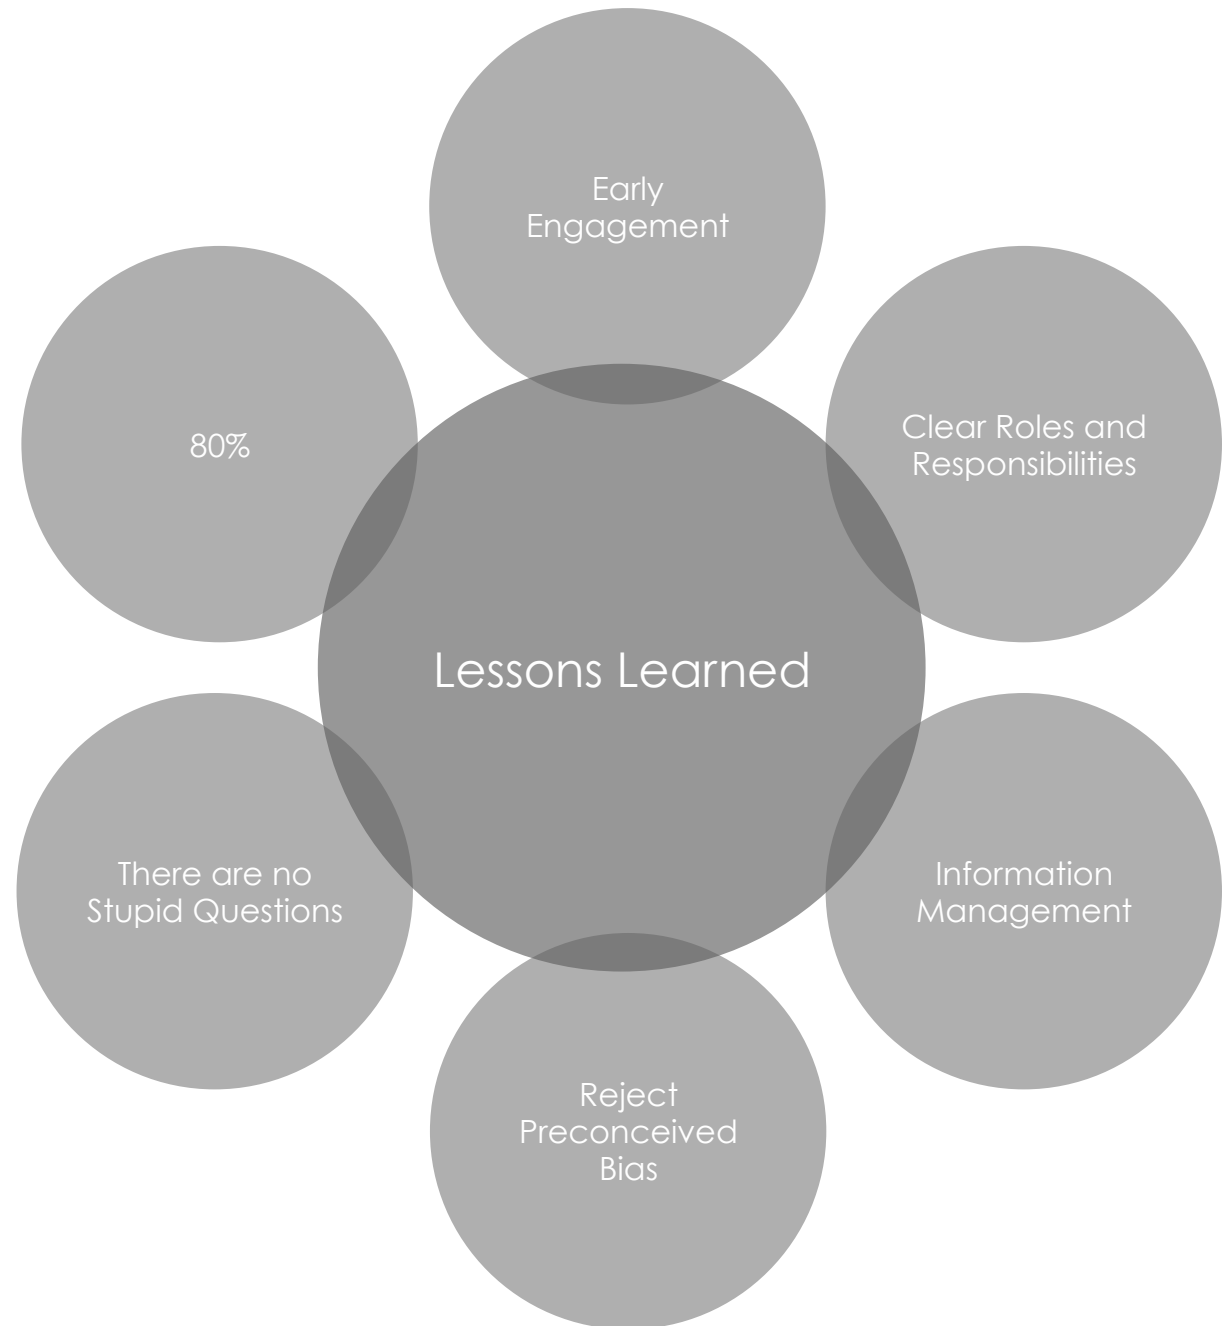 Early
Engagement
Clear Roles and
Responsibilities
80%
Lessons Learned
There are no
Stupid Questions
Information
Management
Reject
Preconceived
Bias